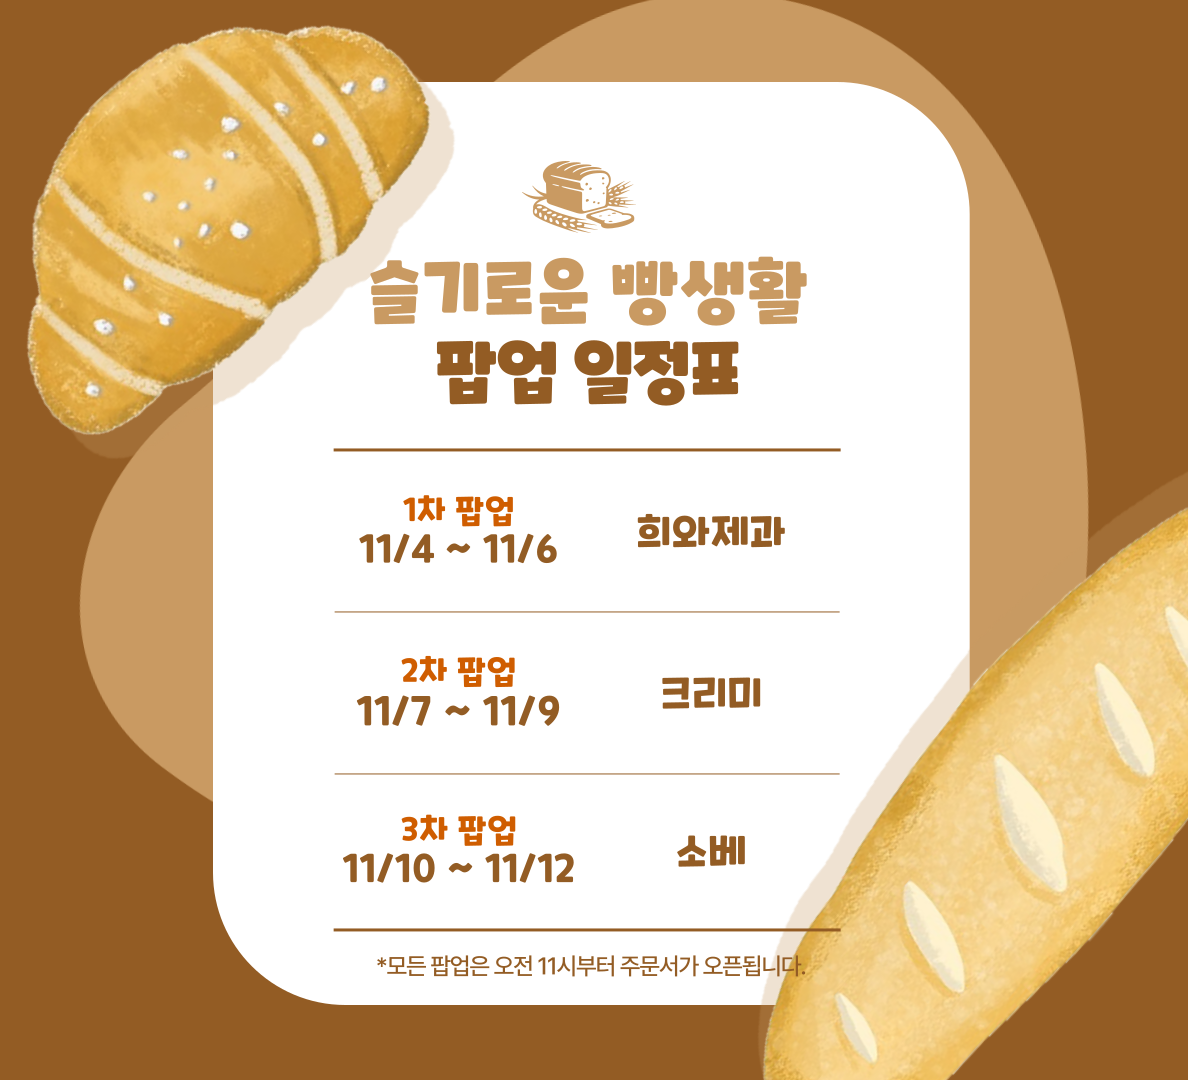 슬기로운 빵생활
팝업 일정표
1차 팝업
11/4 ~ 11/6
희와제과
2차 팝업
11/7 ~ 11/9
크리미
3차 팝업
11/10 ~ 11/12
소베
*모든 팝업은 오전 11시부터 주문서가 오픈됩니다.